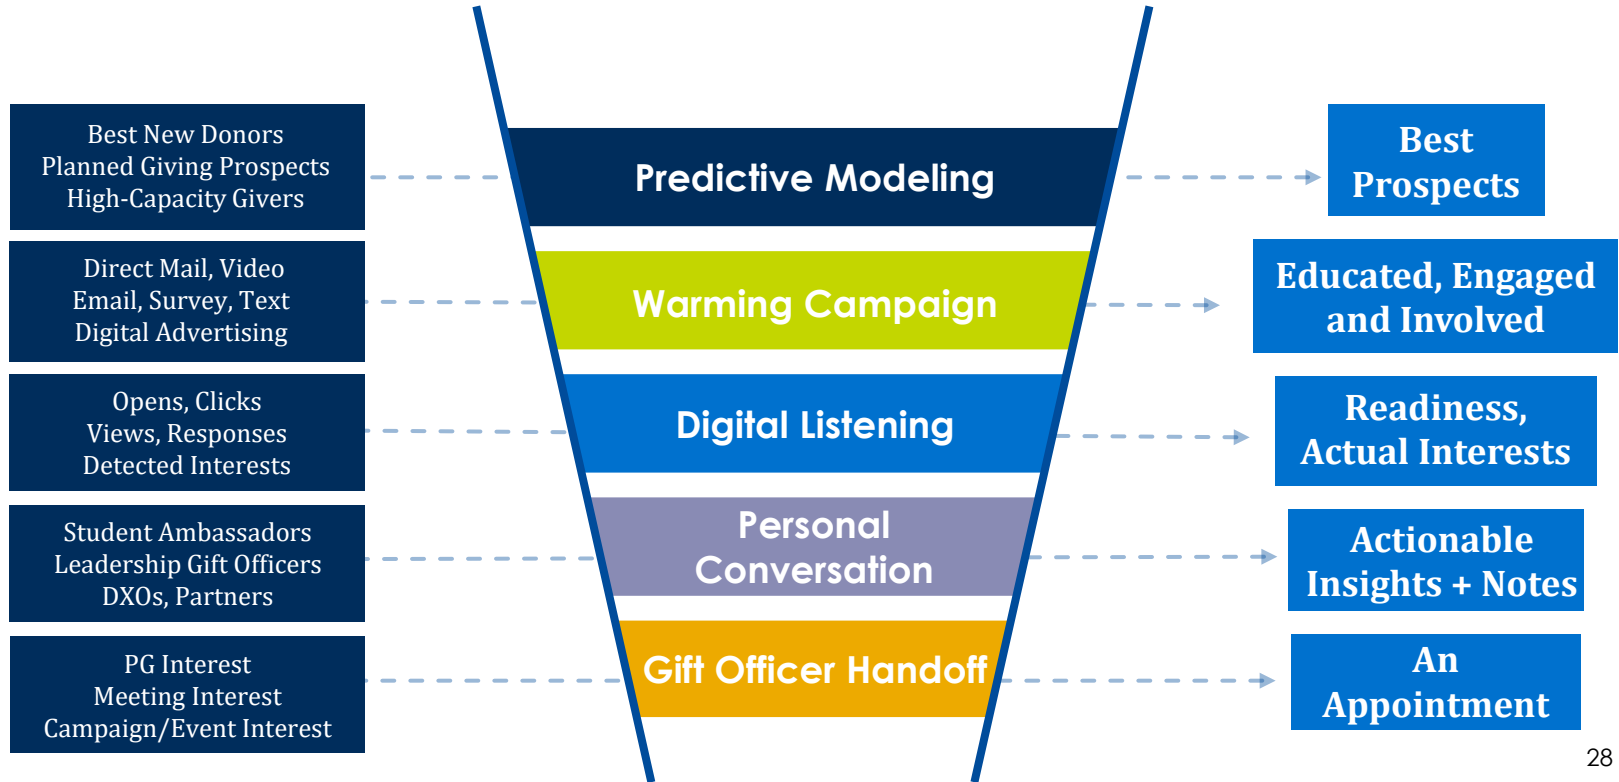 Best New Donors
Planned Giving Prospects
High-Capacity Givers
Predictive Modeling
Best
Prospects
Direct Mail, Video
Email, Survey, Text
Digital Advertising
Warming Campaign
Educated, Engaged
and Involved
Opens, Clicks
Views, Responses
Detected Interests
Digital Listening
Readiness,
Actual Interests
Student Ambassadors
Leadership Gift Officers
DXOs, Partners
Personal
Conversation
Actionable
Insights + Notes
PG Interest
Meeting Interest
Campaign/Event Interest
Gift Officer Handoff
An
Appointment
28